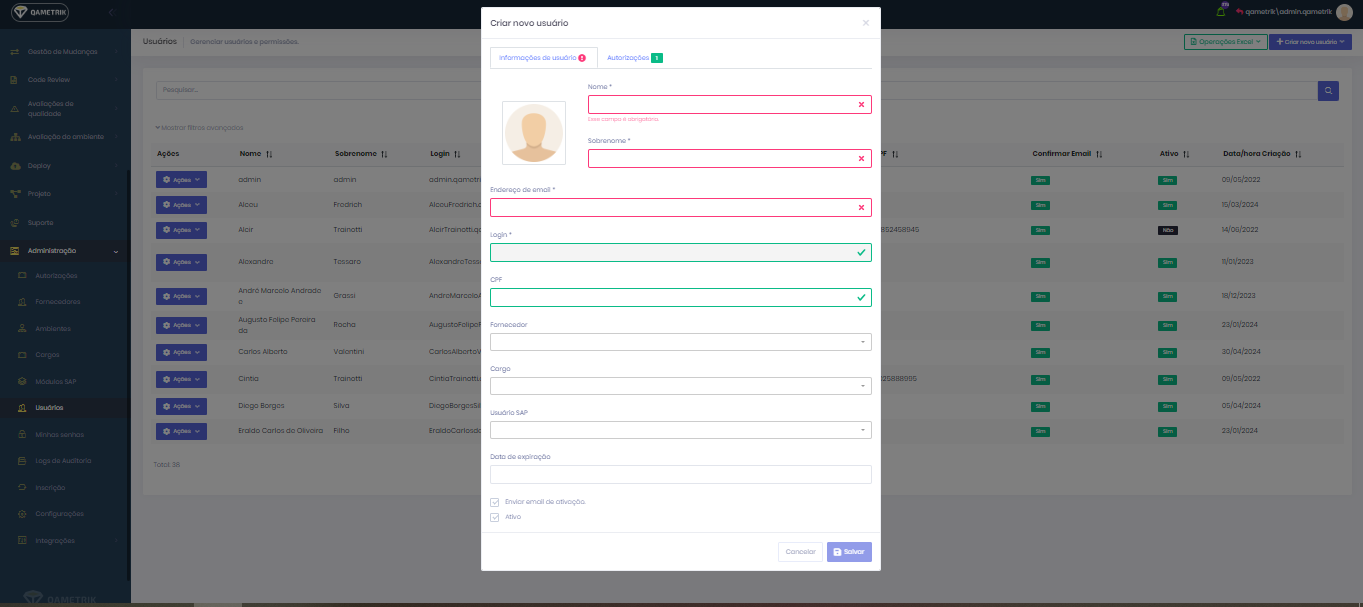 QAMETRIK
Criar novo usuário
qametrik\admin.qametrik
Usuários
Gerenciar usuários e permissões.
Operações Excel
Criar novo usuário
Gestão de Mudanças
Code Review
Avaliações de
qualidade
Avaliação do ambiente
Deploy
Projeto
Suporte
Administração
Autorizações
Fornecedores
Ambientes
Cargos
Módulos SAP
Usuários
Minhas senhas
Logs de Auditoria
Inscrição
Configurações
Integrações
QAMETRIK
Pesquisar...
Mostrar filtros avançados
Ações Nome Sobrenome Login PF Confirmar Email Ativo Data/hora Criação
Ações admin admin admin.qametri Sim Sim 09/05/2022
Ações Alceu Fredrich AlceuFredrich.q Sim Sim 15/03/2024
Ações Alcir Trainotti AlcirTrainotti.qa 852458945 Sim Não 14/06/2022
Ações Alexandre Tessaro AlexandreTessa Sim Sim 11/01/2023
Ações André Marcelo Andrade
e Grassi AndreMarceloA Sim Sim 18/12/2023
Ações Augusto Felipe Pereira
da Rocha AugustoFelipeP Sim Sim 23/01/2024
Ações Carlos Alberto Valentini CarlosAlbertoV Sim Sim 30/04/2024
Ações Cintia Trainotti CintiaTrainotti.q 025888995 Sim Sim 09/05/2022
Ações Diego Borges Silva DiegoBorgesSil Sim Sim 05/04/2024
Ações Eraldo Carlos de Oliveira Filho EraldoCarlosde Sim Sim 23/01/2024
Total: 38
Informações de usuário !
Autorizações 1
Nome *
Esse campo é obrigatório.
Sobrenome *
Endereço de email *
Login *
CPF
Fornecedor
Cargo
Usuário SAP
Data de expiração
Enviar email de ativação.
Ativo
Cancelar
Salvar